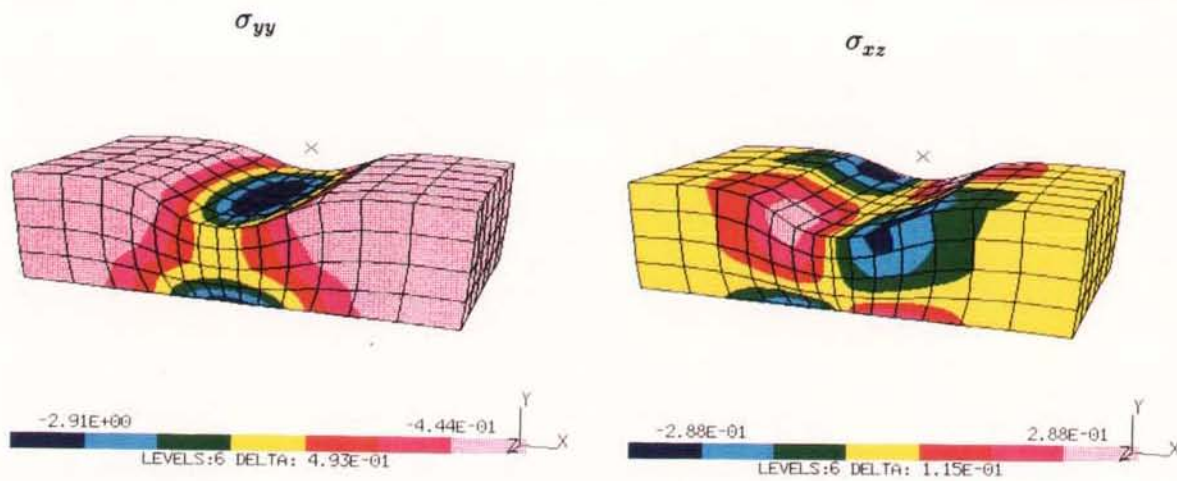 σyy
σxz
-2.91E+00 -4.44E-01
Y
Z X
LEVELS:6 DELTA: 4.93E-01
-2.88E-01 2.88E-01
Y
Z X
LEVELS:6 DELTA: 1.15E-01